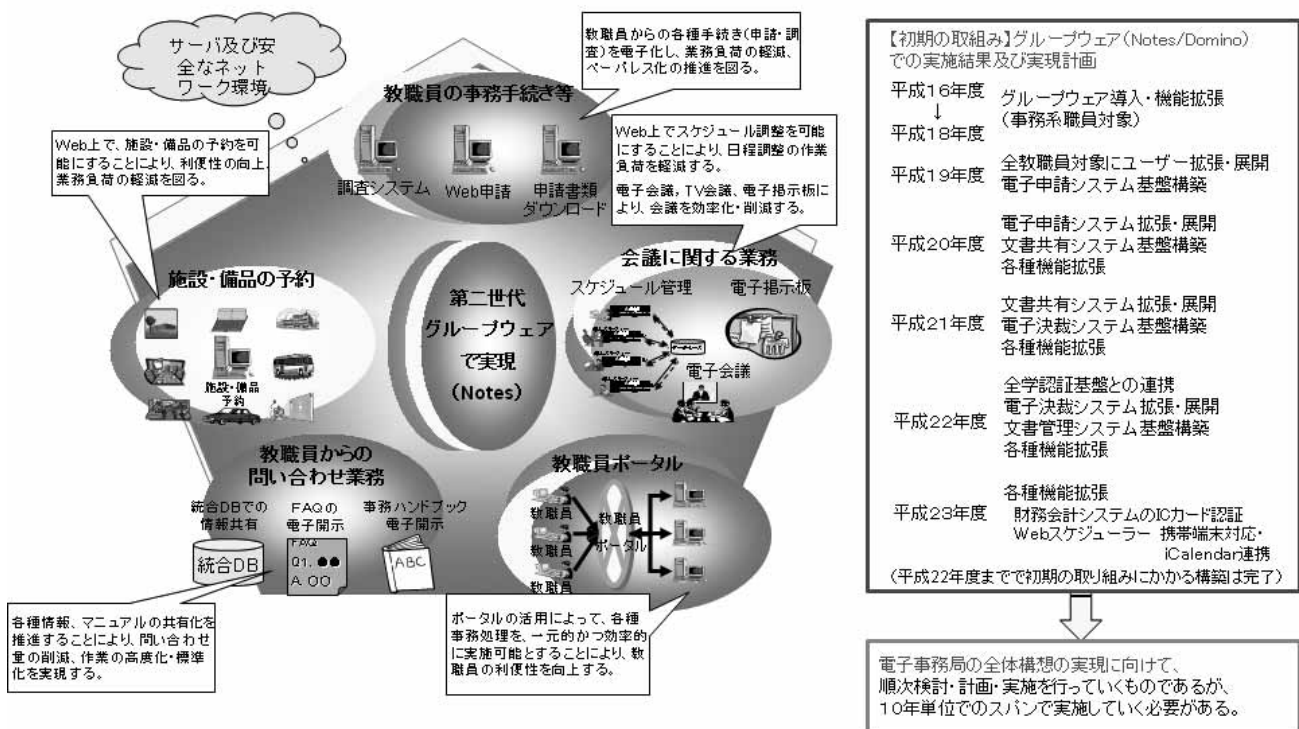 サーバ及び安
全なネット
ワーク環境
教職員からの各種手続き(申請・調
査)を電子化し、業務負荷の軽減、
ペーパレス化の推進を図る。
教職員の事務手続き等
調査システム
Web申請
申請書類
ダウンロード
Web上で、施設・備品の予約を可
能にすることにより、利便性の向上、
業務負荷の軽減を図る。
Web上でスケジュール調整を可能
にすることにより、日程調整の作業
負荷を軽減する。
電子会議，TV会議、電子掲示板に
より、会議を効率化・削減する。
施設・備品の予約
施設・備品
予約
第二世代
グループウェア
で実現
(Notes)
会議に関する業務
スケジュール管理
電子掲示板
電子会議
教職員からの
問い合わせ業務
統合DBでの
情報共有
FAQの
電子開示
事務ハンドブック
電子開示
統合DB
FAQ
Q1. ●●
A. ○○
ABC
教職員ポータル
教職員
教職員
教職員
教職員
ポータル
各種情報、マニュアルの共有化を
推進することにより、問い合わせ
量の削減、作業の高度化・標準
化を実現する。
ポータルの活用によって、各種
事務処理を、一元的かつ効率的
に実施可能とすることにより、教
職員の利便性を向上する。
【初期の取組み】グループウェア(Notes/Domino)
での実施結果及び実現計画
平成16年度
↓
平成18年度
グループウェア導入・機能拡張
(事務系職員対象)
平成19年度
全教職員対象にユーザー拡張・展開
電子申請システム基盤構築
平成20年度
電子申請システム拡張・展開
文書共有システム基盤構築
各種機能拡張
平成21年度
文書共有システム拡張・展開
電子決裁システム基盤構築
各種機能拡張
平成22年度
全学認証基盤との連携
電子決裁システム拡張・展開
文書管理システム基盤構築
各種機能拡張
平成23年度
各種機能拡張
財務会計システムのICカード認証
Webスケジューラー 携帯端末対応・
iCalendar連携
(平成22年度までで初期の取り組みにかかる構築は完了)
電子事務局の全体構想の実現に向けて、
順次検討・計画・実施を行っていくものであるが、
10年単位でのスパンで実施していく必要がある。